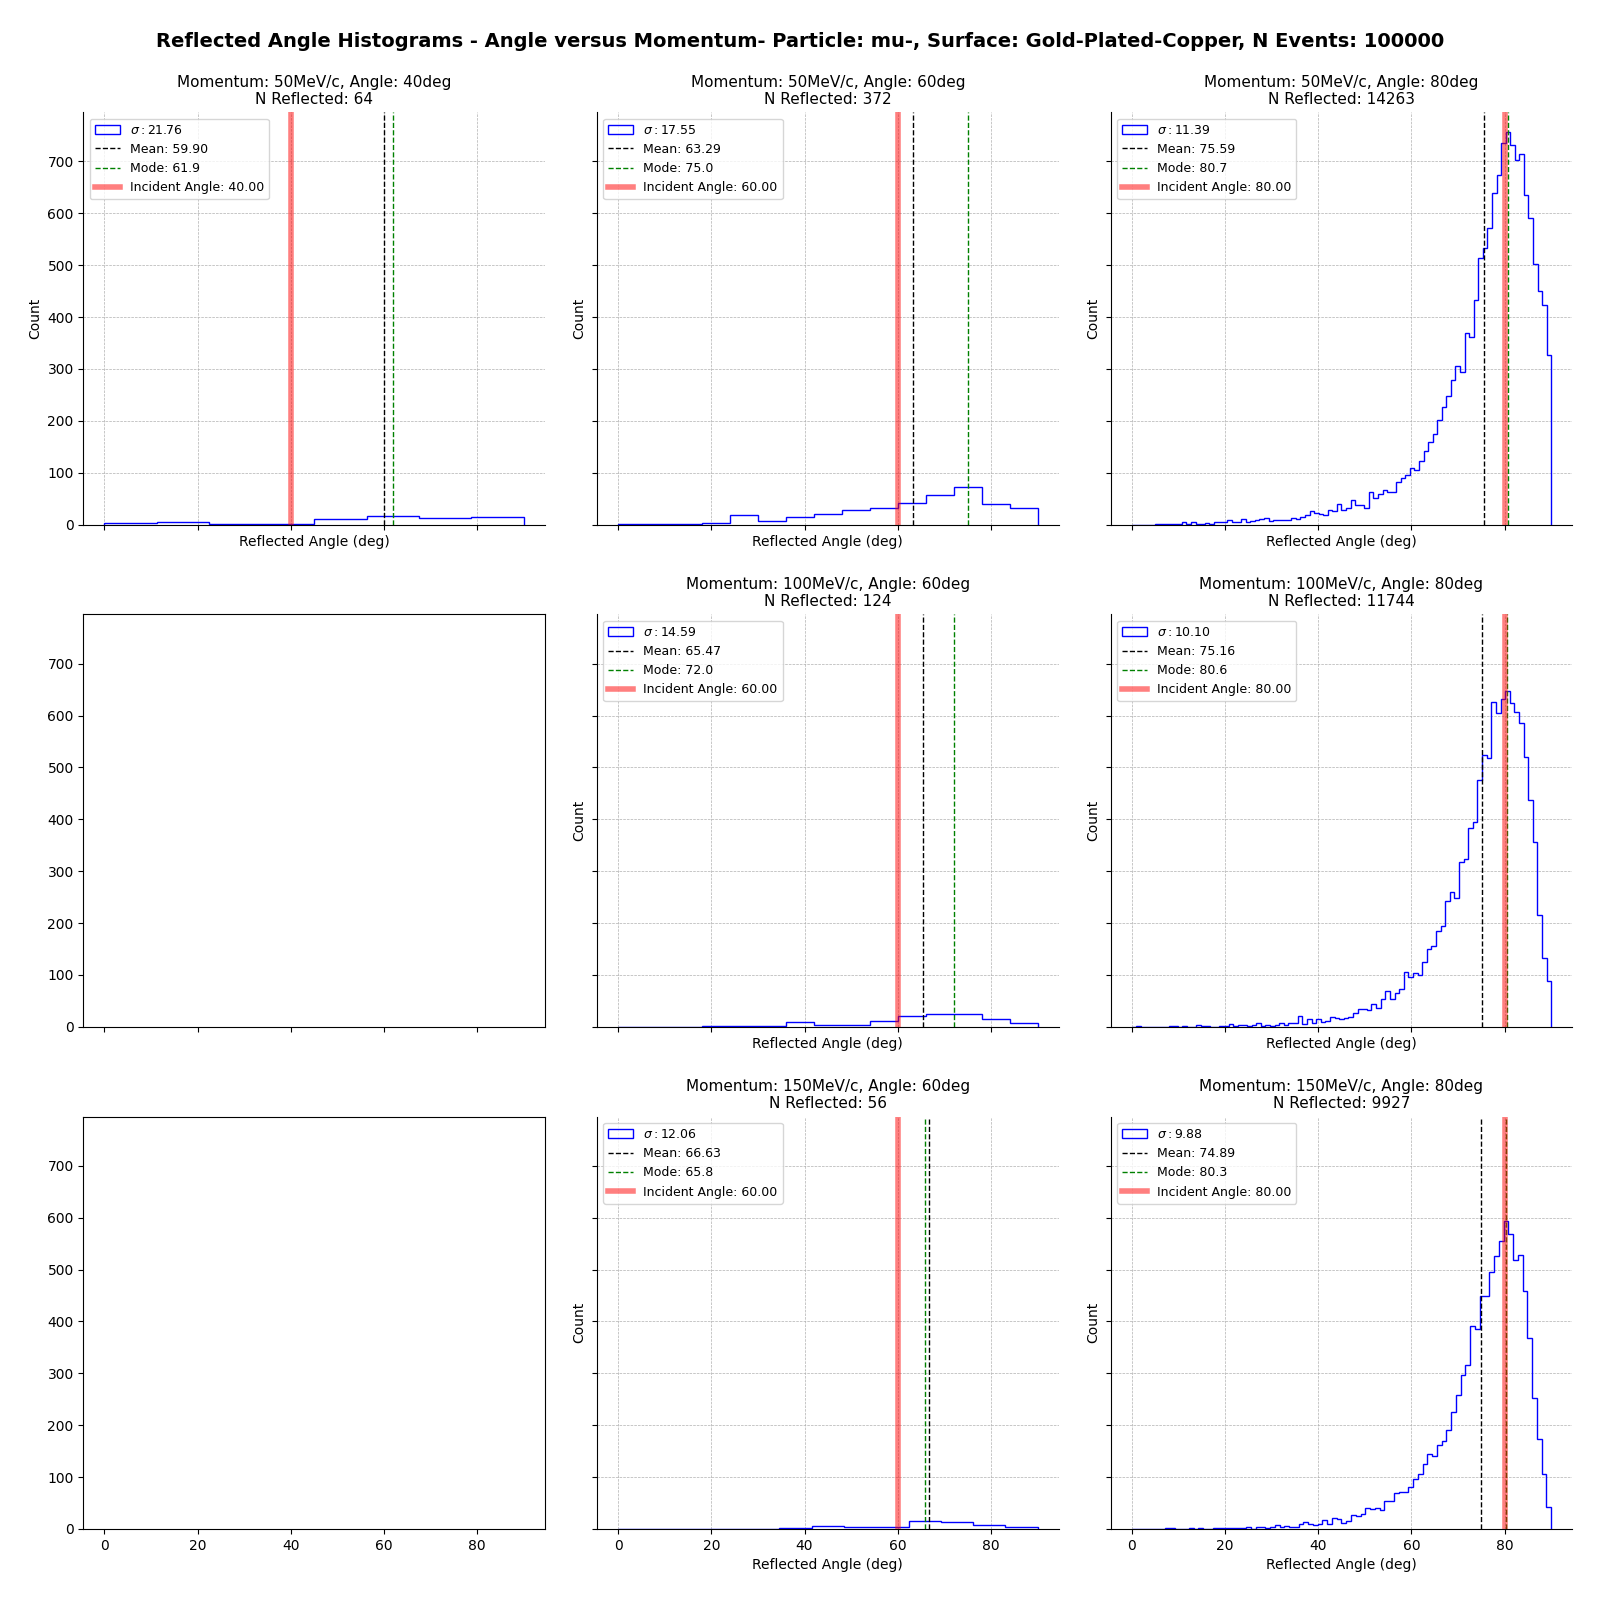 Reflected Angle Histograms - Angle versus Momentum- Particle: mu-, Surface: Gold-Plated-Copper, N Events: 100000
Momentum: 50MeV/c, Angle: 40deg
N Reflected: 64
σ: 21.76
Mean: 59.90
Mode: 61.9
Incident Angle: 40.00
700
600
500
400
300
200
100
0
Count
Reflected Angle (deg)
Momentum: 50MeV/c, Angle: 60deg
N Reflected: 372
σ: 17.55
Mean: 63.29
Mode: 75.0
Incident Angle: 60.00
Count
Reflected Angle (deg)
Momentum: 50MeV/c, Angle: 80deg
N Reflected: 14263
σ: 11.39
Mean: 75.59
Mode: 80.7
Incident Angle: 80.00
Count
Reflected Angle (deg)
700
600
500
400
300
200
100
0
Momentum: 100MeV/c, Angle: 60deg
N Reflected: 124
σ: 14.59
Mean: 65.47
Mode: 72.0
Incident Angle: 60.00
Count
Reflected Angle (deg)
Momentum: 100MeV/c, Angle: 80deg
N Reflected: 11744
σ: 10.10
Mean: 75.16
Mode: 80.6
Incident Angle: 80.00
Count
Reflected Angle (deg)
700
600
500
400
300
200
100
0
0 20 40 60 80
Momentum: 150MeV/c, Angle: 60deg
N Reflected: 56
σ: 12.06
Mean: 66.63
Mode: 65.8
Incident Angle: 60.00
Count
0 20 40 60 80
Reflected Angle (deg)
Momentum: 150MeV/c, Angle: 80deg
N Reflected: 9927
σ: 9.88
Mean: 74.89
Mode: 80.3
Incident Angle: 80.00
Count
0 20 40 60 80
Reflected Angle (deg)